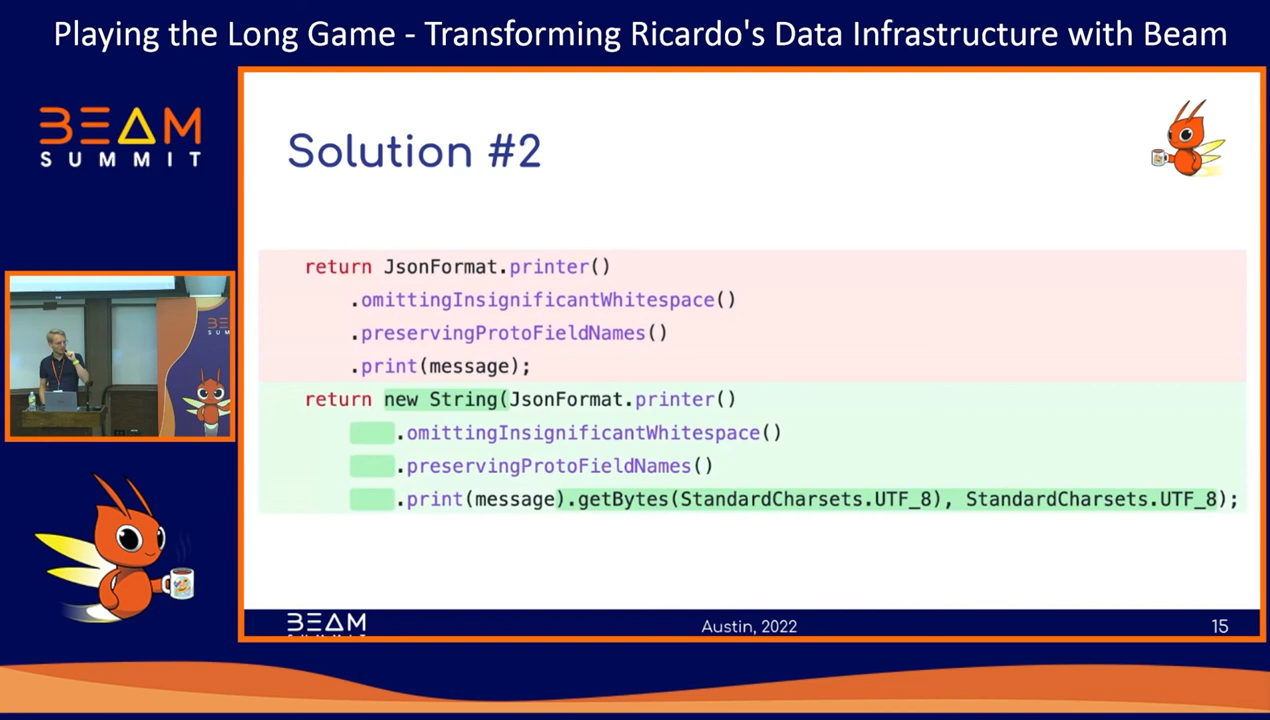 Playing the Long Game - Transforming Ricardo's Data Infrastructure with Beam
BEAM
SUMMIT
Solution #2
return JsonFormat.printer()
.omittingInsignificantWhitespace()
.preservingProtoFieldNames()
.print(message);
return new String(JsonFormat.printer()
.omittingInsignificantWhitespace()
.preservingProtoFieldNames()
.print(message).getBytes(StandardCharsets.UTF_8), StandardCharsets.UTF_8);
BEAM
Austin, 2022
15